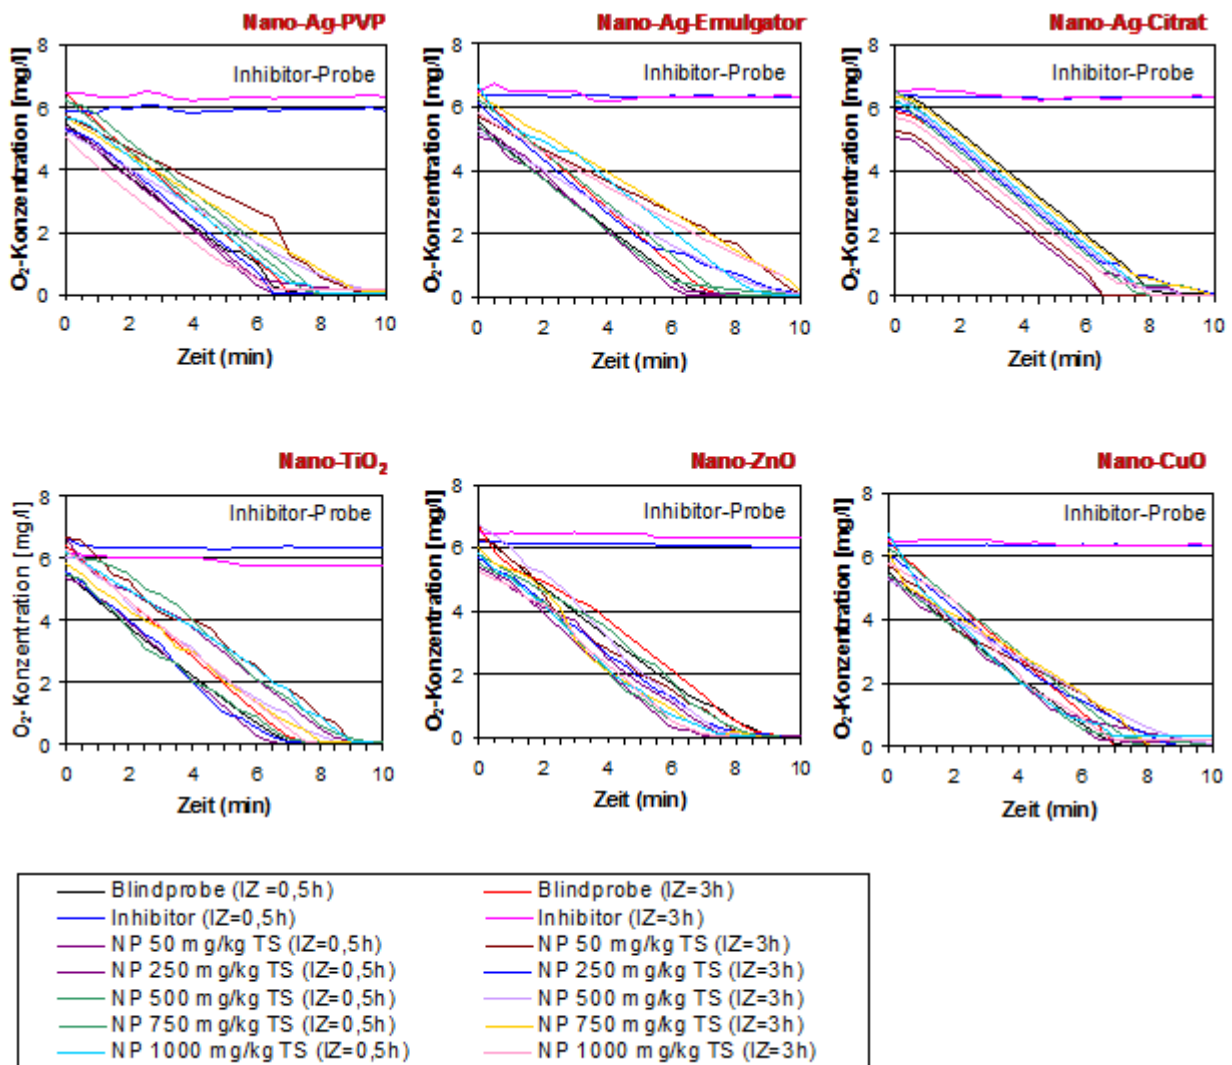 Nano-Ag-PVP
8
6
4
2
0
O₂-Konzentration [mg/l]
Inhibitor-Probe
0 2 4 6 8 10
Zeit (min)
Nano-Ag-Emulgator
8
6
4
2
0
O₂-Konzentration [mg/l]
Inhibitor-Probe
0 2 4 6 8 10
Zeit (min)
Nano-Ag-Citrat
8
6
4
2
0
O₂-Konzentration [mg/l]
Inhibitor-Probe
0 2 4 6 8 10
Zeit (min)
Nano-TiO₂
8
6
4
2
0
O₂-Konzentration [mg/l]
Inhibitor-Probe
0 2 4 6 8 10
Zeit (min)
Nano-ZnO
8
6
4
2
0
O₂-Konzentration [mg/l]
Inhibitor-Probe
0 2 4 6 8 10
Zeit (min)
Nano-CuO
8
6
4
2
0
O₂-Konzentration [mg/l]
Inhibitor-Probe
0 2 4 6 8 10
Zeit (min)
Blindprobe (IZ =0,5h)
Blindprobe (IZ=3h)
Inhibitor (IZ=0,5h)
Inhibitor (IZ=3h)
NP 50 mg/kg TS (IZ=0,5h)
NP 50 mg/kg TS (IZ=3h)
NP 250 mg/kg TS (IZ=0,5h)
NP 250 mg/kg TS (IZ=3h)
NP 500 mg/kg TS (IZ=0,5h)
NP 500 mg/kg TS (IZ=3h)
NP 750 mg/kg TS (IZ=0,5h)
NP 750 mg/kg TS (IZ=3h)
NP 1000 mg/kg TS (IZ=0,5h)
NP 1000 mg/kg TS (IZ=3h)